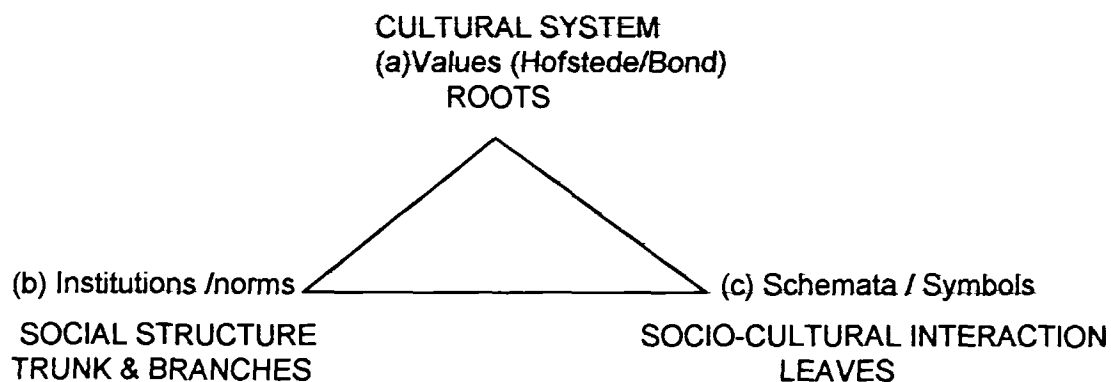 CULTURAL SYSTEM
(a)Values (Hofstede/Bond)
ROOTS
(b) Institutions /norms
(c) Schemata / Symbols
SOCIAL STRUCTURE
SOCIO-CULTURAL INTERACTION
TRUNK & BRANCHES
LEAVES